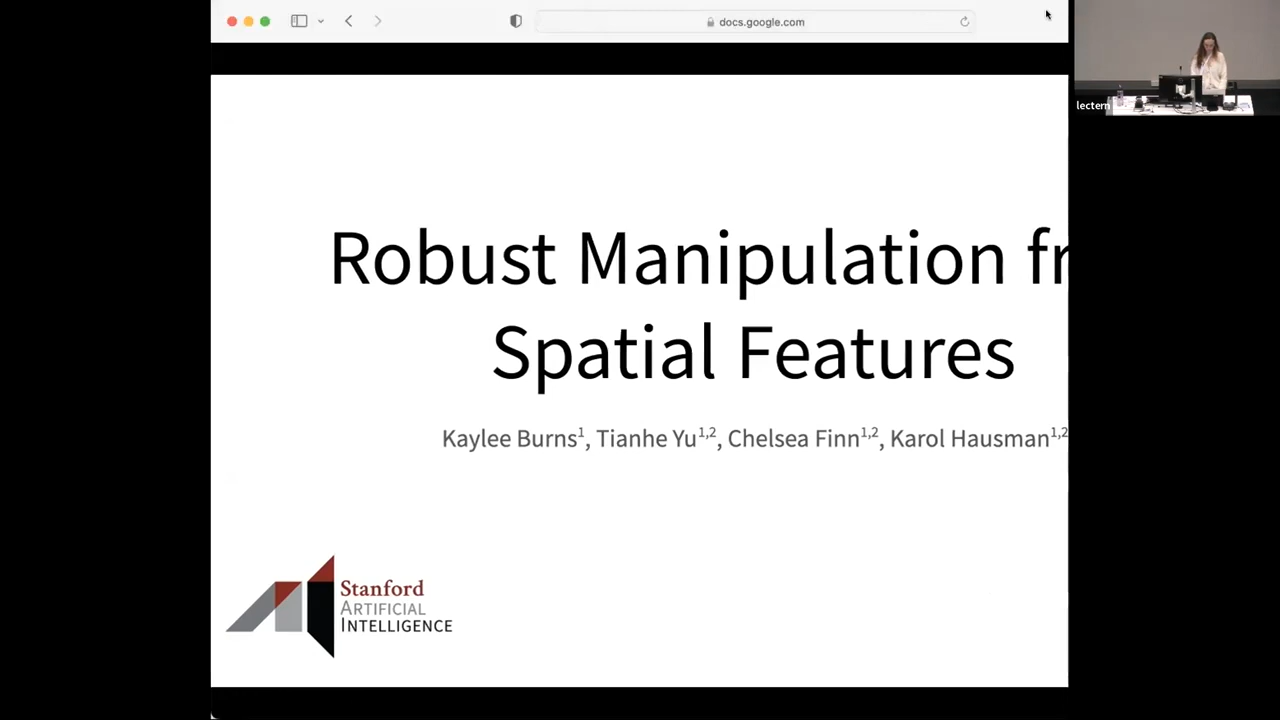 docs.google.com
lectern
Robust Manipulation
Spatial Features
Kaylee Burns1, Tianhe Yu1,2, Chelsea Finn1,2, Karol Hausman1,2
Stanford
ARTIFICIAL
INTELLIGENCE